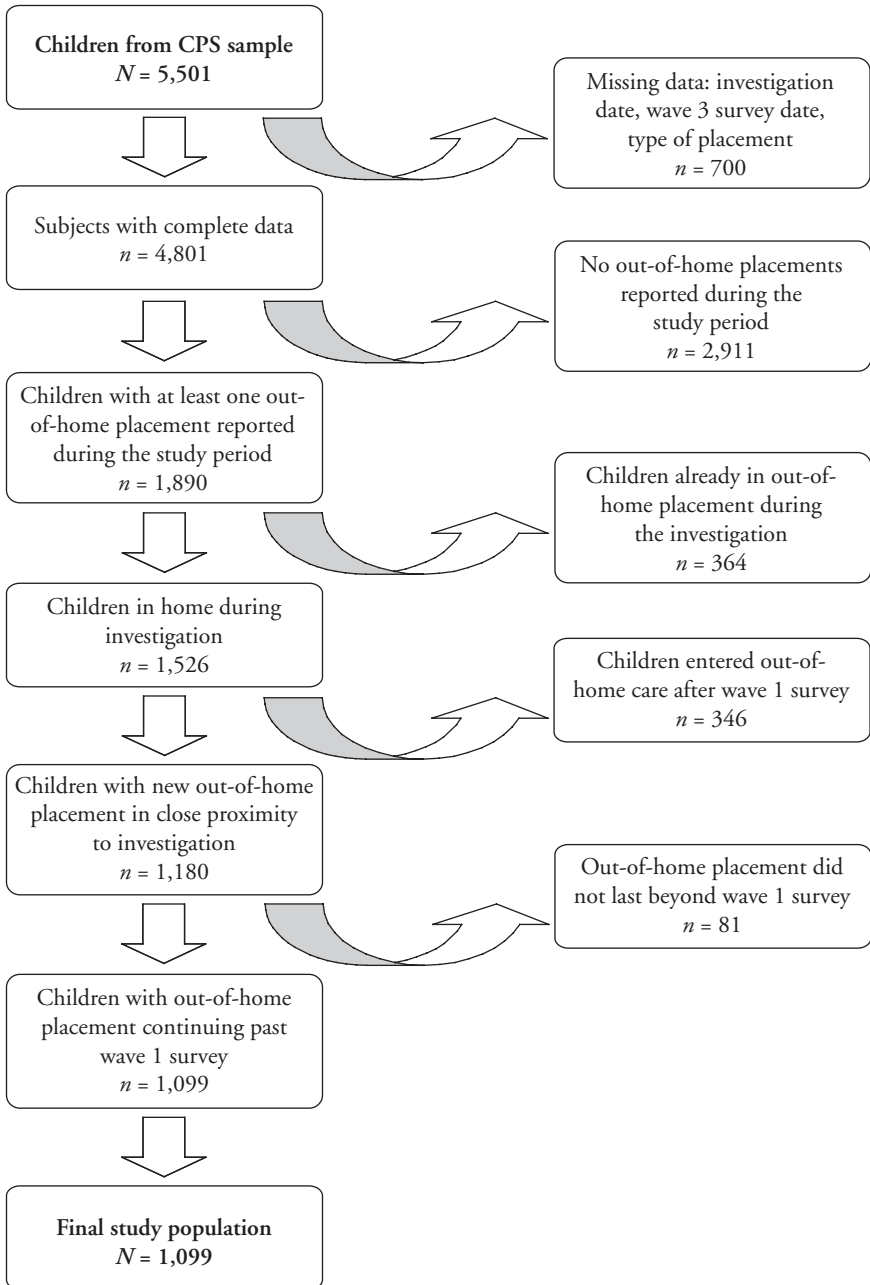 Children from CPS sample
N = 5,501
Missing data: investigation
date, wave 3 survey date,
type of placement
n = 700
Subjects with complete data
n = 4,801
No out-of-home placements
reported during the
study period
n = 2,911
Children with at least one out-
of-home placement reported
during the study period
n = 1,890
Children already in out-of-
home placement during
the investigation
n = 364
Children in home during
investigation
n = 1,526
Children entered out-of-
home care after wave 1 survey
n = 346
Children with new out-of-home
placement in close proximity
to investigation
n = 1,180
Out-of-home placement did
not last beyond wave 1 survey
n = 81
Children with out-of-home
placement continuing past
wave 1 survey
n = 1,099
Final study population
N = 1,099